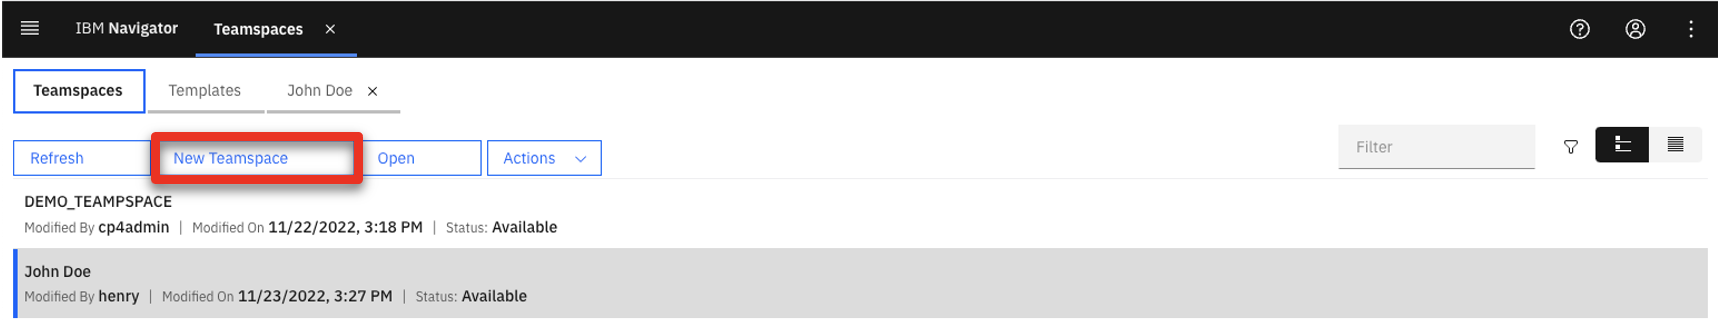 IBM Navigator Teamspaces
Teamspaces Templates John Doe
Refresh New Teamspace Open Actions Filter
DEMO_TEAMPSPACE
Modified By cp4admin | Modified On 11/22/2022, 3:18 PM | Status: Available
John Doe
Modified By henry | Modified On 11/23/2022, 3:27 PM | Status: Available